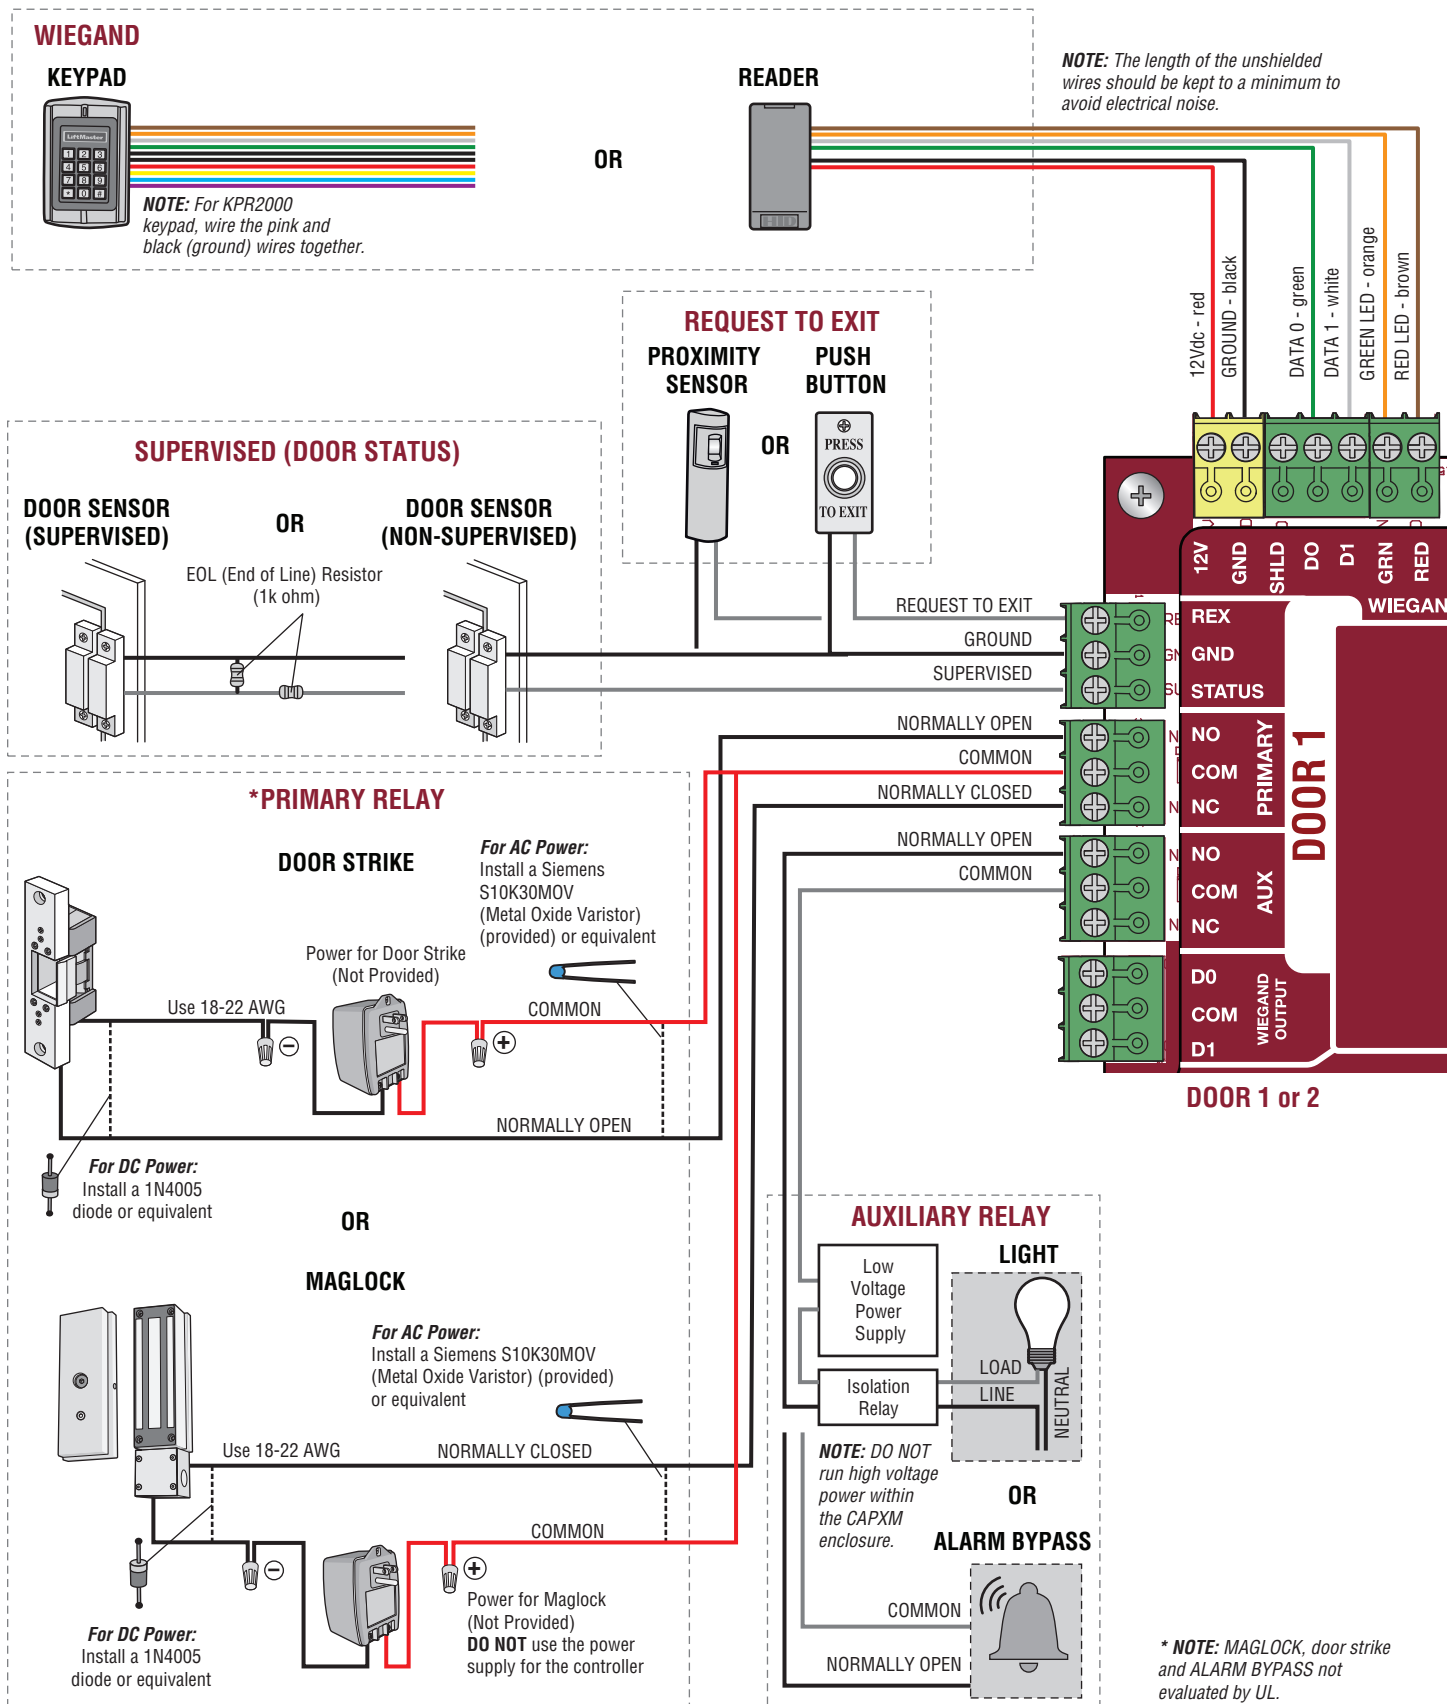 WIEGAND
KEYPAD
LiftMaster
1 2 3
4 5 6
7 8 9
* 0 #
NOTE: For KPR2000
keypad, wire the pink and
black (ground) wires together.
OR
READER
HID
NOTE: The length of the unshielded
wires should be kept to a minimum to
avoid electrical noise.
12Vdc - red
GROUND - black
DATA 0 - green
DATA 1 - white
GREEN LED - orange
RED LED - brown
REQUEST TO EXIT
PROXIMITY
SENSOR
OR
PUSH
BUTTON
PRESS
TO EXIT
SUPERVISED (DOOR STATUS)
DOOR SENSOR
(SUPERVISED)
OR
DOOR SENSOR
(NON-SUPERVISED)
EOL (End of Line) Resistor
(1k ohm)
REQUEST TO EXIT
GROUND
SUPERVISED
NORMALLY OPEN
COMMON
NORMALLY CLOSED
NORMALLY OPEN
COMMON
12V
GND
SHLD
DO
D1
GRN
RED
WIEGAN
REX
GND
STATUS
NO
COM
NC
PRIMARY
NO
COM
NC
AUX
DOOR 1
D0
COM
D1
WIEGAND
OUTPUT
DOOR 1 or 2
*PRIMARY RELAY
DOOR STRIKE
For AC Power:
Install a Siemens
S10K30MOV
(Metal Oxide Varistor)
(provided) or equivalent
Power for Door Strike
(Not Provided)
Use 18-22 AWG
−
+
COMMON
NORMALLY OPEN
For DC Power:
Install a 1N4005
diode or equivalent
OR
MAGLOCK
For AC Power:
Install a Siemens S10K30MOV
(Metal Oxide Varistor) (provided)
or equivalent
Use 18-22 AWG
NORMALLY CLOSED
COMMON
−
+
Power for Maglock
(Not Provided)
DO NOT use the power
supply for the controller
For DC Power:
Install a 1N4005
diode or equivalent
AUXILIARY RELAY
LIGHT
Low
Voltage
Power
Supply
LOAD
LINE
NEUTRAL
Isolation
Relay
NOTE: DO NOT
run high voltage
power within
the CAPXM
enclosure.
OR
ALARM BYPASS
COMMON
NORMALLY OPEN
* NOTE: MAGLOCK, door strike
and ALARM BYPASS not
evaluated by UL.